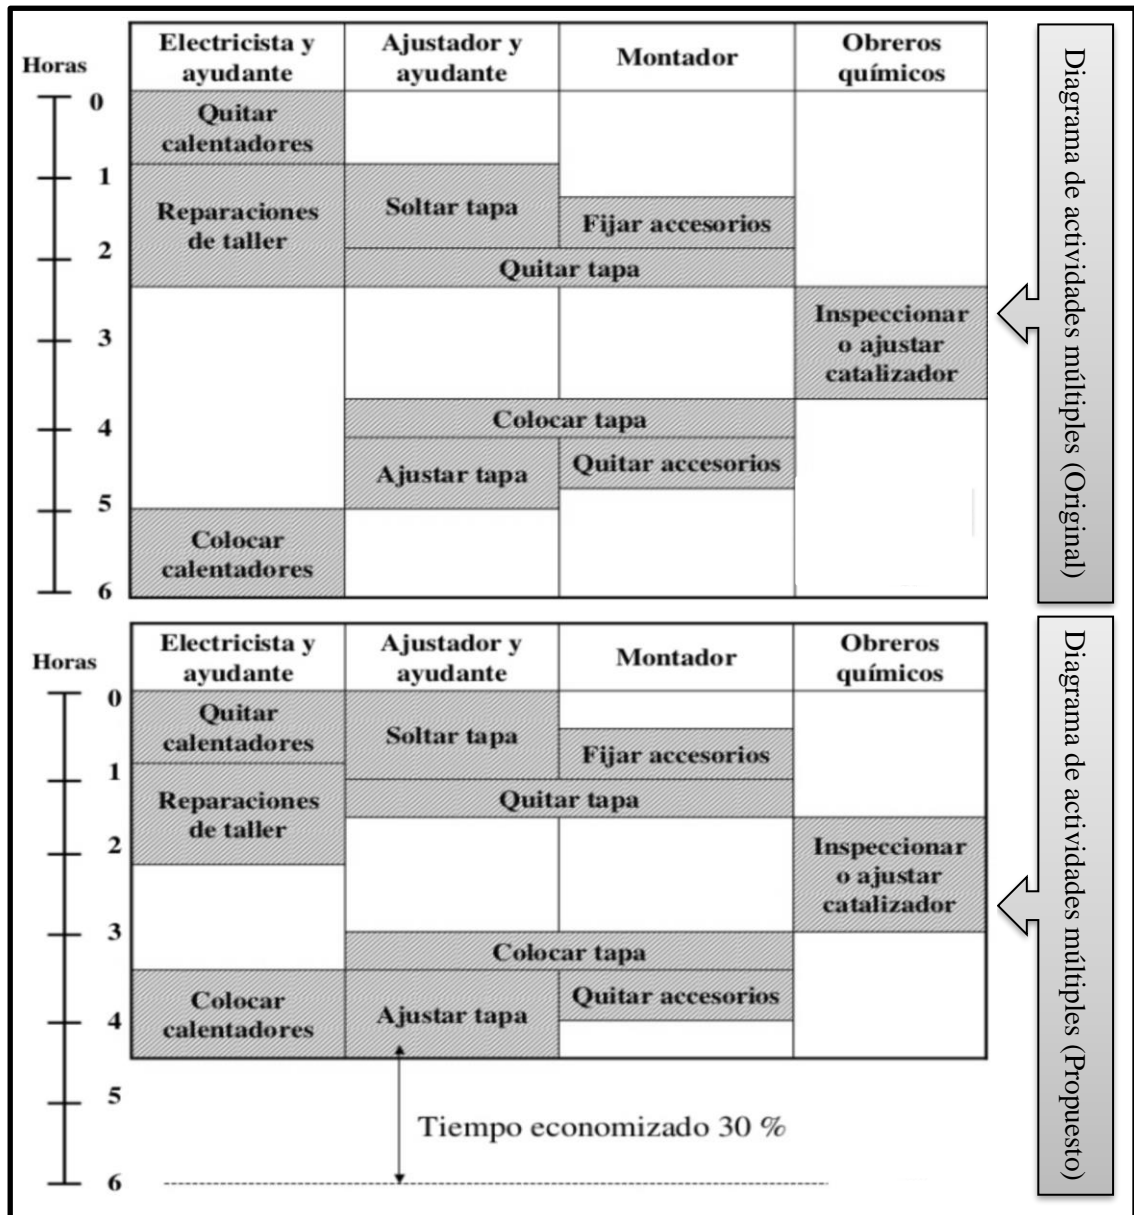 Horas
Electricista y
ayudante
Ajustador y
ayudante
Montador
Obreros
químicos
0
1
2
3
4
5
6
Quitar
calentadores
Reparaciones
de taller
Soltar tapa
Fijar accesorios
Quitar tapa
Inspeccionar
o ajustar
catalizador
Colocar tapa
Ajustar tapa
Quitar accesorios
Colocar
calentadores
Diagrama de actividades múltiples (Original)
Horas
Electricista y
ayudante
Ajustador y
ayudante
Montador
Obreros
químicos
0
1
2
3
4
5
6
Quitar
calentadores
Soltar tapa
Fijar accesorios
Reparaciones
de taller
Quitar tapa
Inspeccionar
o ajustar
catalizador
Colocar tapa
Colocar
calentadores
Ajustar tapa
Quitar accesorios
Tiempo economizado 30 %
Diagrama de actividades múltiples (Propuesto)